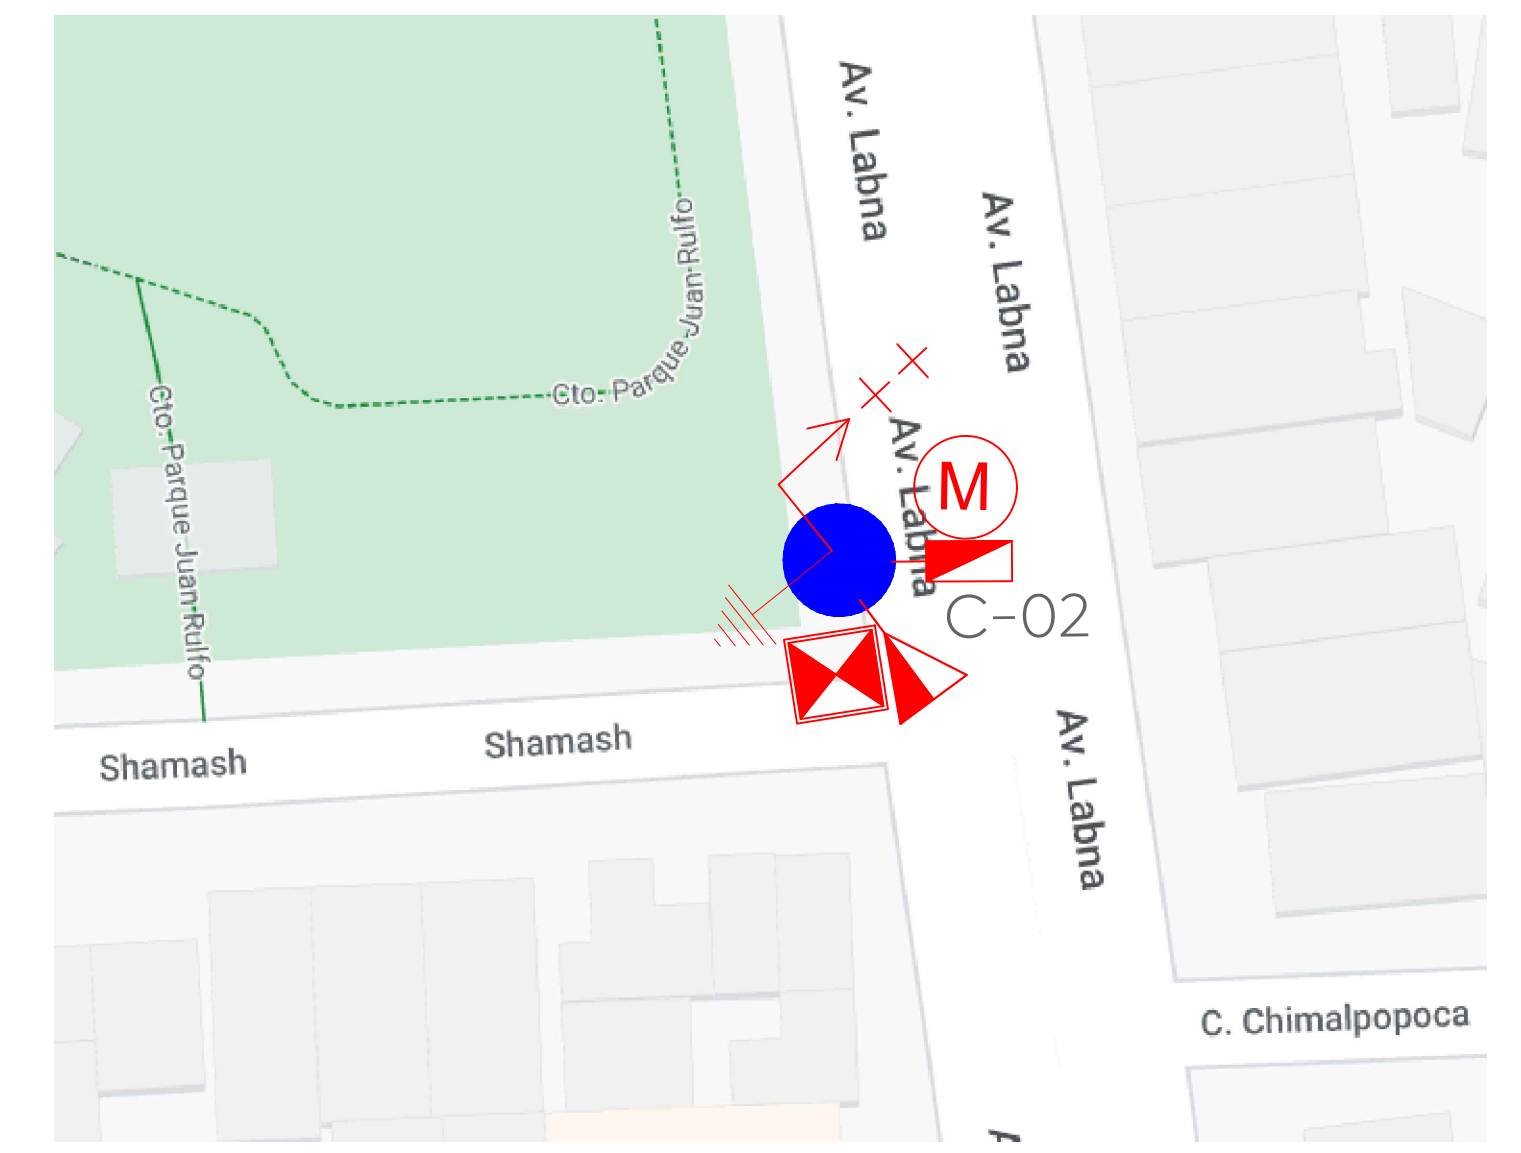 Av. Labna
Av. Labna
Cto. Parque Juan Rulfo
Cto. Parque Juan Rulfo
Av. Labna
M
C-02
Shamash
Shamash
Av. Labna
C. Chimalpopoca